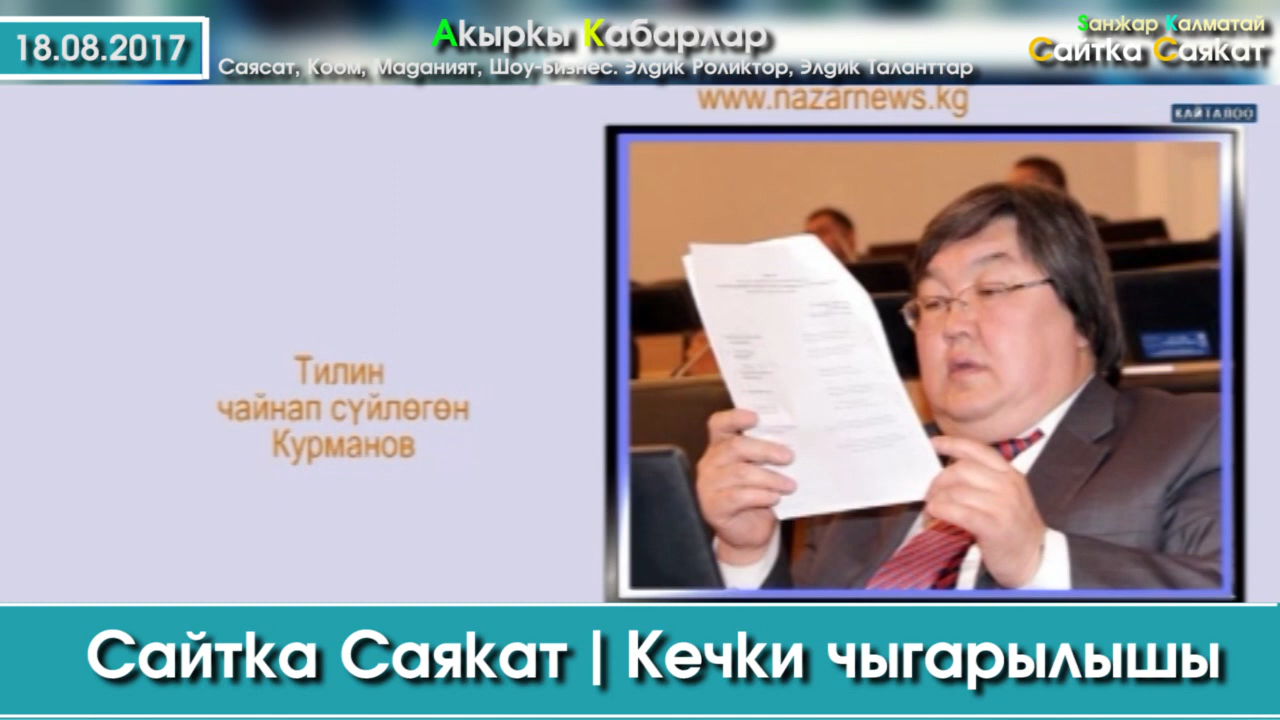 18.08.2017
Акыркы Кабарлар
Sанжар Калматай
Сайтка Саякат
Саясат, Коом, Маданият, Шоу-Бизнес. Элдик Роликтор, Элдик Таланттар
www.nazarnews.kg
КАЙТАЛОО
Тилин
чайнап сүйлөгөн
Курманов
Сайтка Саякат | Кечки чыгарылышы